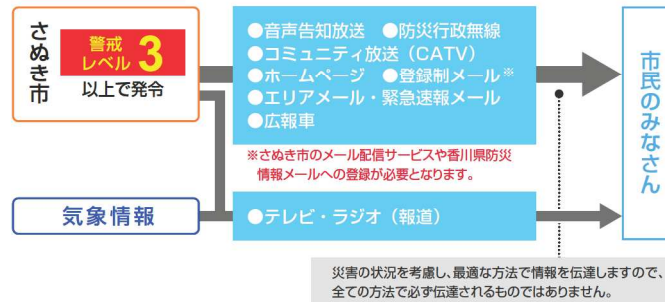 さぬき市
警戒
レベル 3
以上で発令
●音声告知放送 ●防災行政無線
●コミュニティ放送（CATV）
●ホームページ ●登録制メール※
●エリアメール・緊急速報メール
●広報車
※さぬき市のメール配信サービスや香川県防災
情報メールへの登録が必要となります。
気象情報
●テレビ・ラジオ（報道）
市民のみなさん
災害の状況を考慮し、最適な方法で情報を伝達しますので、
全ての方法で必ず伝達されるものではありません。